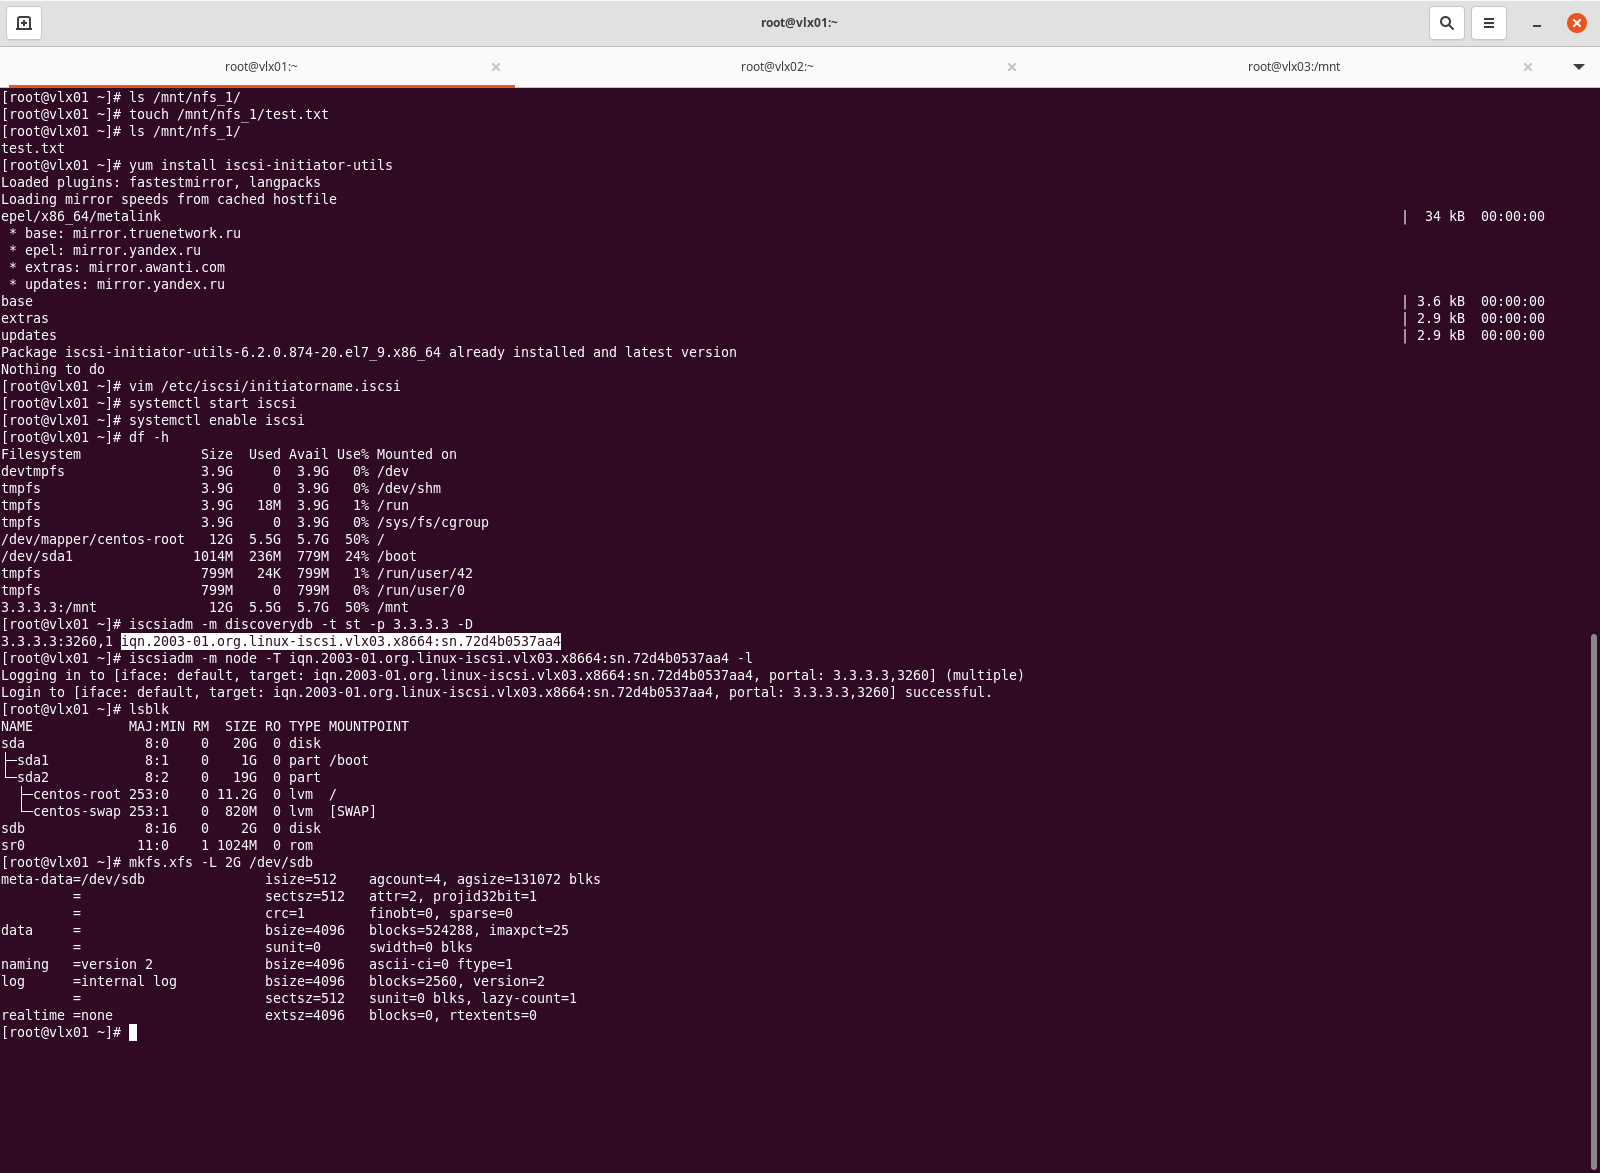 root@vlx01:~
root@vlx01:~ root@vlx02:~ root@vlx03:/mnt
[root@vlx01 ~]# ls /mnt/nfs_1/
[root@vlx01 ~]# touch /mnt/nfs_1/test.txt
[root@vlx01 ~]# ls /mnt/nfs_1/
test.txt
[root@vlx01 ~]# yum install iscsi-initiator-utils
Loaded plugins: fastestmirror, langpacks
Loading mirror speeds from cached hostfile
epel/x86_64/metalink | 34 kB 00:00:00
 * base: mirror.truenetwork.ru
 * epel: mirror.yandex.ru
 * extras: mirror.awanti.com
 * updates: mirror.yandex.ru
base | 3.6 kB 00:00:00
extras | 2.9 kB 00:00:00
updates | 2.9 kB 00:00:00
Package iscsi-initiator-utils-6.2.0.874-20.el7_9.x86_64 already installed and latest version
Nothing to do
[root@vlx01 ~]# vim /etc/iscsi/initiatorname.iscsi
[root@vlx01 ~]# systemctl start iscsi
[root@vlx01 ~]# systemctl enable iscsi
[root@vlx01 ~]# df -h
Filesystem               Size  Used Avail Use% Mounted on
devtmpfs                 3.9G     0  3.9G   0% /dev
tmpfs                    3.9G     0  3.9G   0% /dev/shm
tmpfs                    3.9G   18M  3.9G   1% /run
tmpfs                    3.9G     0  3.9G   0% /sys/fs/cgroup
/dev/mapper/centos-root   12G  5.5G  5.7G  50% /
/dev/sda1               1014M  236M  779M  24% /boot
tmpfs                    799M   24K  799M   1% /run/user/42
tmpfs                    799M     0  799M   0% /run/user/0
3.3.3.3:/mnt              12G  5.5G  5.7G  50% /mnt
[root@vlx01 ~]# iscsiadm -m discoverydb -t st -p 3.3.3.3 -D
3.3.3.3:3260,1 iqn.2003-01.org.linux-iscsi.vlx03.x8664:sn.72d4b0537aa4
[root@vlx01 ~]# iscsiadm -m node -T iqn.2003-01.org.linux-iscsi.vlx03.x8664:sn.72d4b0537aa4 -l
Logging in to [iface: default, target: iqn.2003-01.org.linux-iscsi.vlx03.x8664:sn.72d4b0537aa4, portal: 3.3.3.3,3260] (multiple)
Login to [iface: default, target: iqn.2003-01.org.linux-iscsi.vlx03.x8664:sn.72d4b0537aa4, portal: 3.3.3.3,3260] successful.
[root@vlx01 ~]# lsblk
NAME            MAJ:MIN RM  SIZE RO TYPE MOUNTPOINT
sda               8:0    0   20G  0 disk
├─sda1            8:1    0    1G  0 part /boot
└─sda2            8:2    0   19G  0 part
  ├─centos-root 253:0    0 11.2G  0 lvm  /
  └─centos-swap 253:1    0  820M  0 lvm  [SWAP]
sdb               8:16   0    2G  0 disk
sr0              11:0    1 1024M  0 rom
[root@vlx01 ~]# mkfs.xfs -L 2G /dev/sdb
meta-data=/dev/sdb               isize=512    agcount=4, agsize=131072 blks
         =                       sectsz=512   attr=2, projid32bit=1
         =                       crc=1        finobt=0, sparse=0
data     =                       bsize=4096   blocks=524288, imaxpct=25
         =                       sunit=0      swidth=0 blks
naming   =version 2              bsize=4096   ascii-ci=0 ftype=1
log      =internal log           bsize=4096   blocks=2560, version=2
         =                       sectsz=512   sunit=0 blks, lazy-count=1
realtime =none                   extsz=4096   blocks=0, rtextents=0
[root@vlx01 ~]#